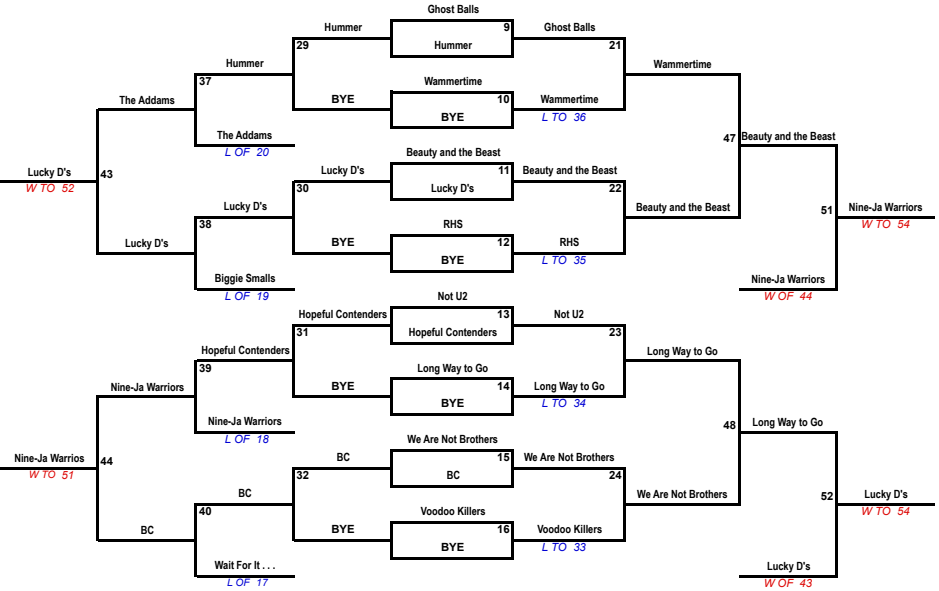 Ghost Balls
Hummer 9 Ghost Balls
29 Hummer 21
Hummer Wammertime
37 Wammertime
The Addams BYE 10 Wammertime
BYE L TO 36
The Addams
L OF 20 47 Beauty and the Beast
Beauty and the Beast
Lucky D's 43 Lucky D's 11 Beauty and the Beast
W TO 52 30 Lucky D's 22
Lucky D's Beauty and the Beast 51 Nine-Ja Warriors
38 RHS W TO 54
Lucky D's BYE 12 RHS
BYE L TO 35
Biggie Smalls Nine-Ja Warriors
L OF 19 W OF 44
Not U2
Hopeful Contenders 13 Not U2
31 Hopeful Contenders 23
Hopeful Contenders Long Way to Go
39 Long Way to Go
Nine-Ja Warriors BYE 14 Long Way to Go
BYE L TO 34
Nine-Ja Warriors 48 Long Way to Go
L OF 18
We Are Not Brothers
Nine-Ja Warrios 44 BC 15 We Are Not Brothers
W TO 51 32 BC 24
BC We Are Not Brothers 52 Lucky D's
40 Voodoo Killers W TO 54
BC BYE 16 Voodoo Killers
BYE L TO 33
Wait For It . . . Lucky D's
L OF 17 W OF 43